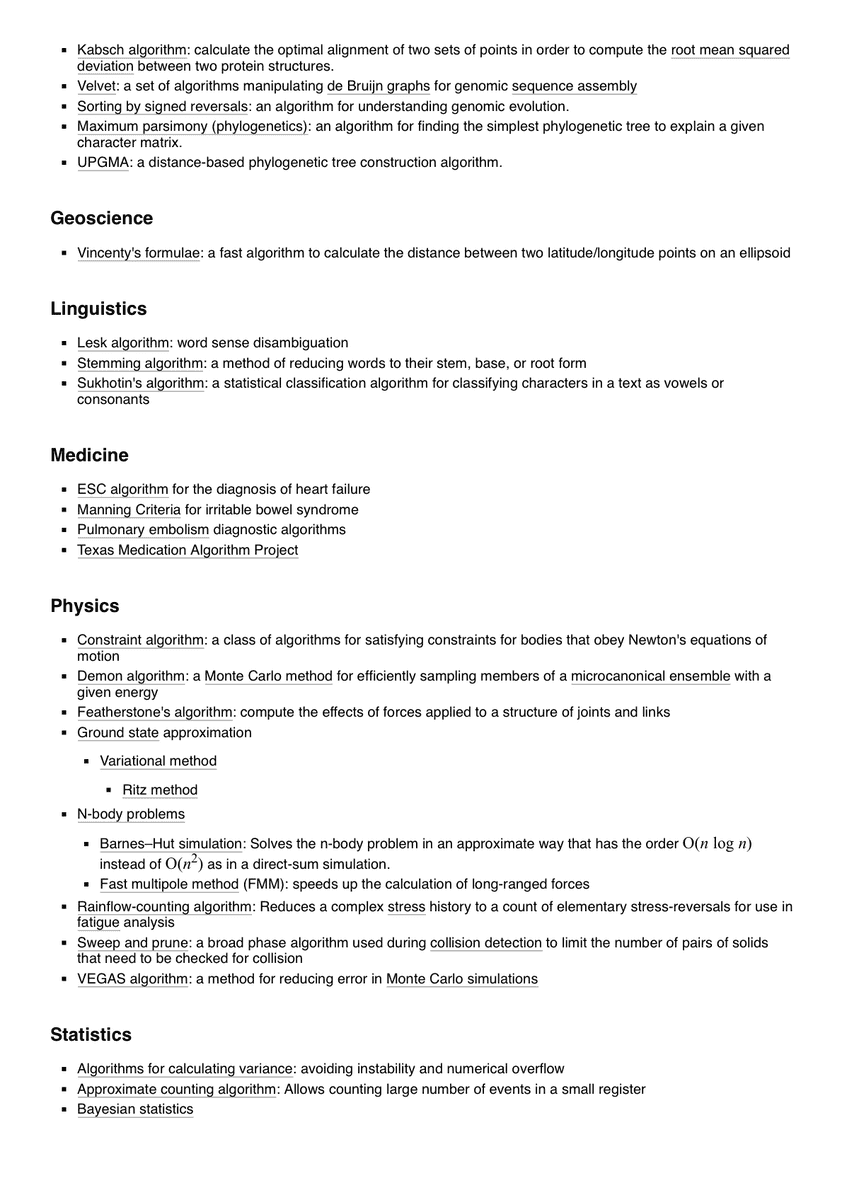 Kabsch algorithm: calculate the optimal alignment of two sets of points in order to compute the root mean squared
deviation between two protein structures.
Velvet: a set of algorithms manipulating de Bruijn graphs for genomic sequence assembly
Sorting by signed reversals: an algorithm for understanding genomic evolution.
Maximum parsimony (phylogenetics): an algorithm for finding the simplest phylogenetic tree to explain a given
character matrix.
UPGMA: a distance-based phylogenetic tree construction algorithm.
Geoscience
Vincenty's formulae: a fast algorithm to calculate the distance between two latitude/longitude points on an ellipsoid
Linguistics
Lesk algorithm: word sense disambiguation
Stemming algorithm: a method of reducing words to their stem, base, or root form
Sukhotin's algorithm: a statistical classification algorithm for classifying characters in a text as vowels or
consonants
Medicine
ESC algorithm for the diagnosis of heart failure
Manning Criteria for irritable bowel syndrome
Pulmonary embolism diagnostic algorithms
Texas Medication Algorithm Project
Physics
Constraint algorithm: a class of algorithms for satisfying constraints for bodies that obey Newton's equations of
motion
Demon algorithm: a Monte Carlo method for efficiently sampling members of a microcanonical ensemble with a
given energy
Featherstone's algorithm: compute the effects of forces applied to a structure of joints and links
Ground state approximation
Variational method
Ritz method
N-body problems
Barnes–Hut simulation: Solves the n-body problem in an approximate way that has the order O(n log n)
instead of O(n²) as in a direct-sum simulation.
Fast multipole method (FMM): speeds up the calculation of long-ranged forces
Rainflow-counting algorithm: Reduces a complex stress history to a count of elementary stress-reversals for use in
fatigue analysis
Sweep and prune: a broad phase algorithm used during collision detection to limit the number of pairs of solids
that need to be checked for collision
VEGAS algorithm: a method for reducing error in Monte Carlo simulations
Statistics
Algorithms for calculating variance: avoiding instability and numerical overflow
Approximate counting algorithm: Allows counting large number of events in a small register
Bayesian statistics